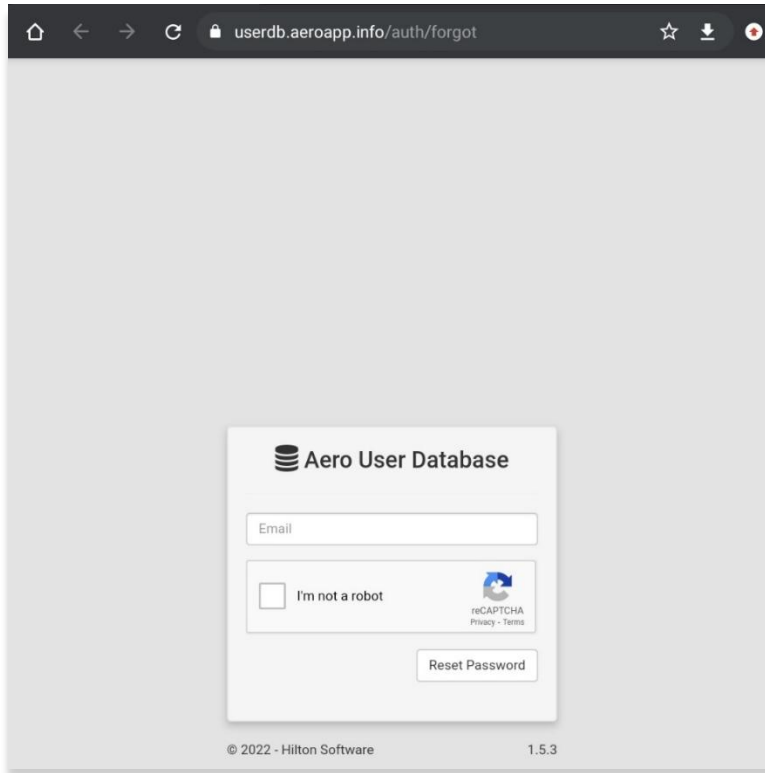 userdb.aeroapp.info/auth/forgot
Aero User Database
Email
I'm not a robot
reCAPTCHA
Privacy - Terms
Reset Password
© 2022 - Hilton Software 1.5.3